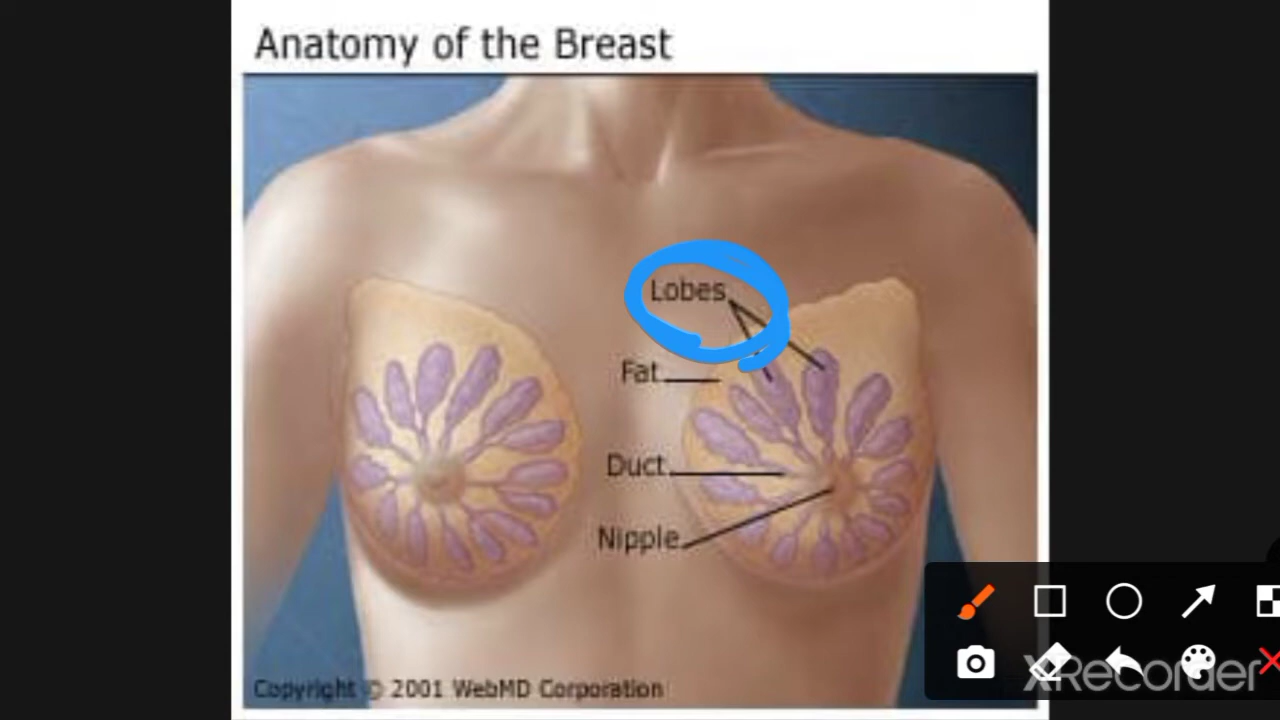 Anatomy of the Breast
Lobes
Fat
Duct
Nipple
Copyright © 2001 WebMD Corporation
XRecorder